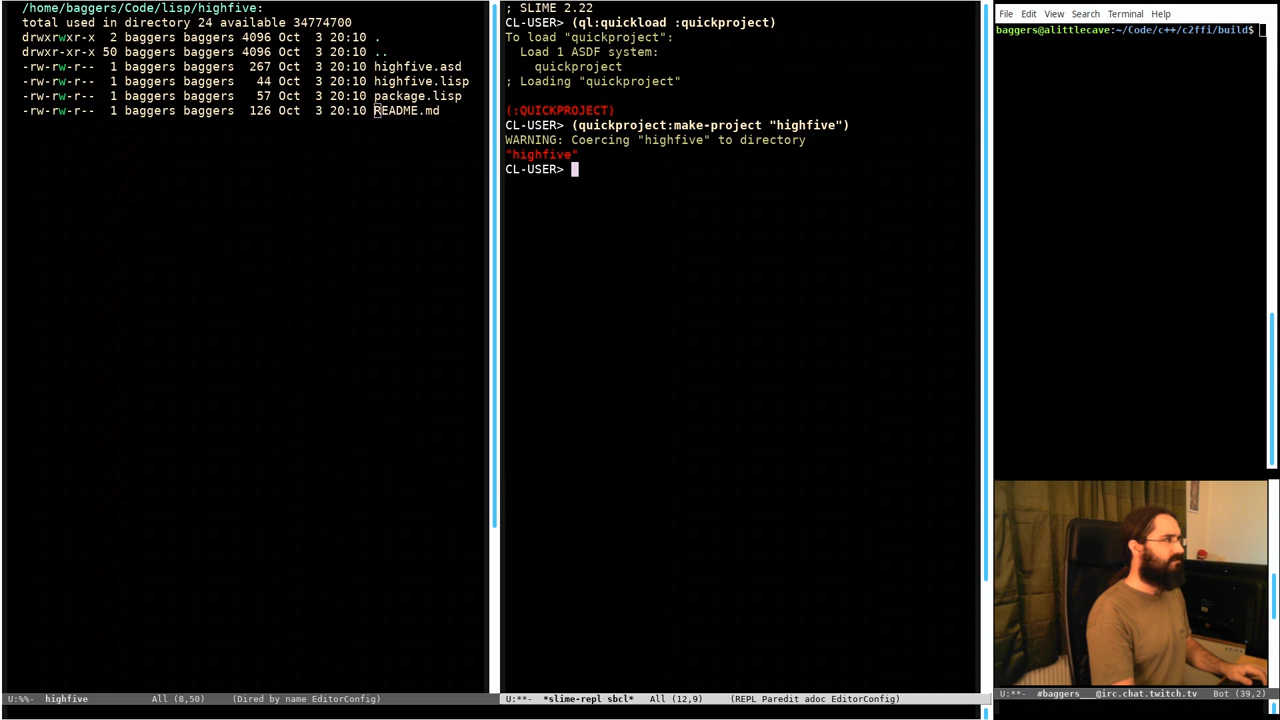 /home/baggers/Code/lisp/highfive:
total used in directory 24 available 34774700
drwxrwxr-x  2 baggers baggers 4096 Oct  3 20:10 .
drwxr-xr-x 50 baggers baggers 4096 Oct  3 20:10 ..
-rw-rw-r--  1 baggers baggers  267 Oct  3 20:10 highfive.asd
-rw-rw-r--  1 baggers baggers   44 Oct  3 20:10 highfive.lisp
-rw-rw-r--  1 baggers baggers   57 Oct  3 20:10 package.lisp
-rw-rw-r--  1 baggers baggers  126 Oct  3 20:10 README.md
U:%%-  highfive  All (8,50)  (Dired by name EditorConfig)
; SLIME 2.22
CL-USER> (ql:quickload :quickproject)
To load "quickproject":
  Load 1 ASDF system:
    quickproject
; Loading "quickproject"
(:QUICKPROJECT)
CL-USER> (quickproject:make-project "highfive")
WARNING: Coercing "highfive" to directory
"highfive"
CL-USER>
U:**-  *slime-repl sbcl*  All (12,9)  (REPL Paredit adoc EditorConfig)
File Edit View Search Terminal Help
baggers@alittlecave:~/Code/c++/c2ffi/build$
U:**-  #baggers___@irc.chat.twitch.tv  Bot (39,2)